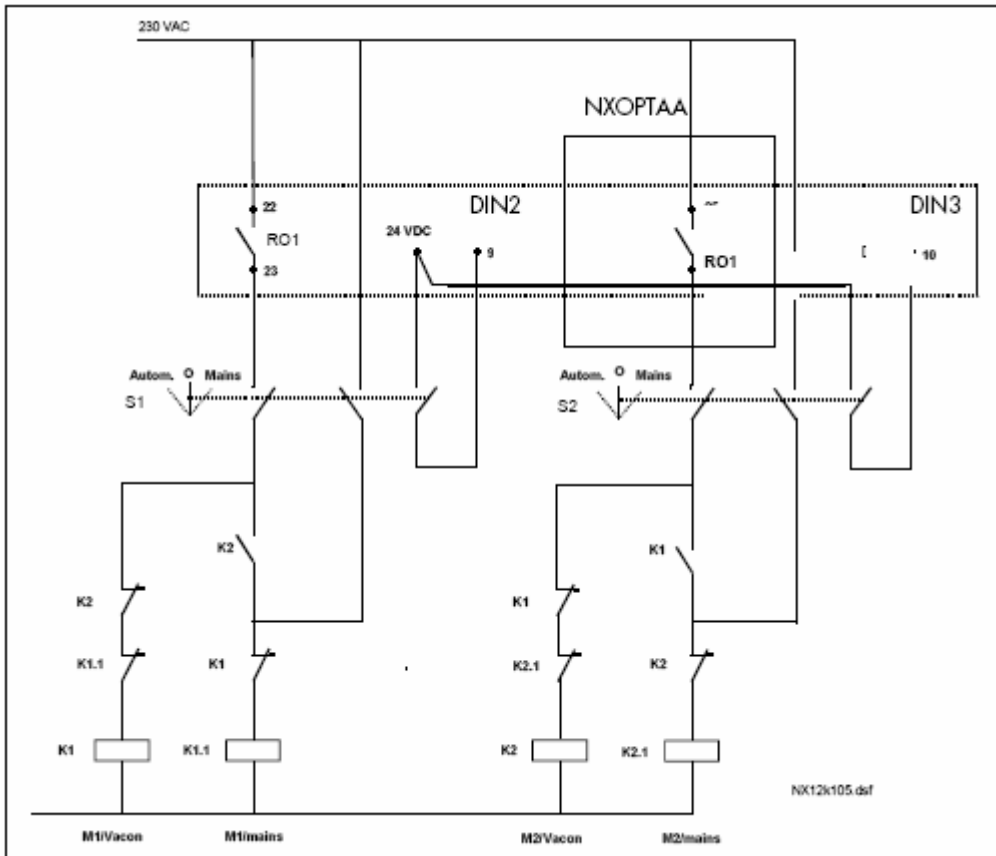 230 VAC
NXOPTAA
22
DIN2
DIN3
24 VDC
RO1
9
RO1
10
23
Autom. O Mains
Autom. O Mains
S1
S2
K2
K1
K2
K1
K1.1
K1
K2.1
K2
K1
K1.1
K2
K2.1
NX12k105.dsf
M1/Vacon
M1/mains
M2/Vacon
M2/mains